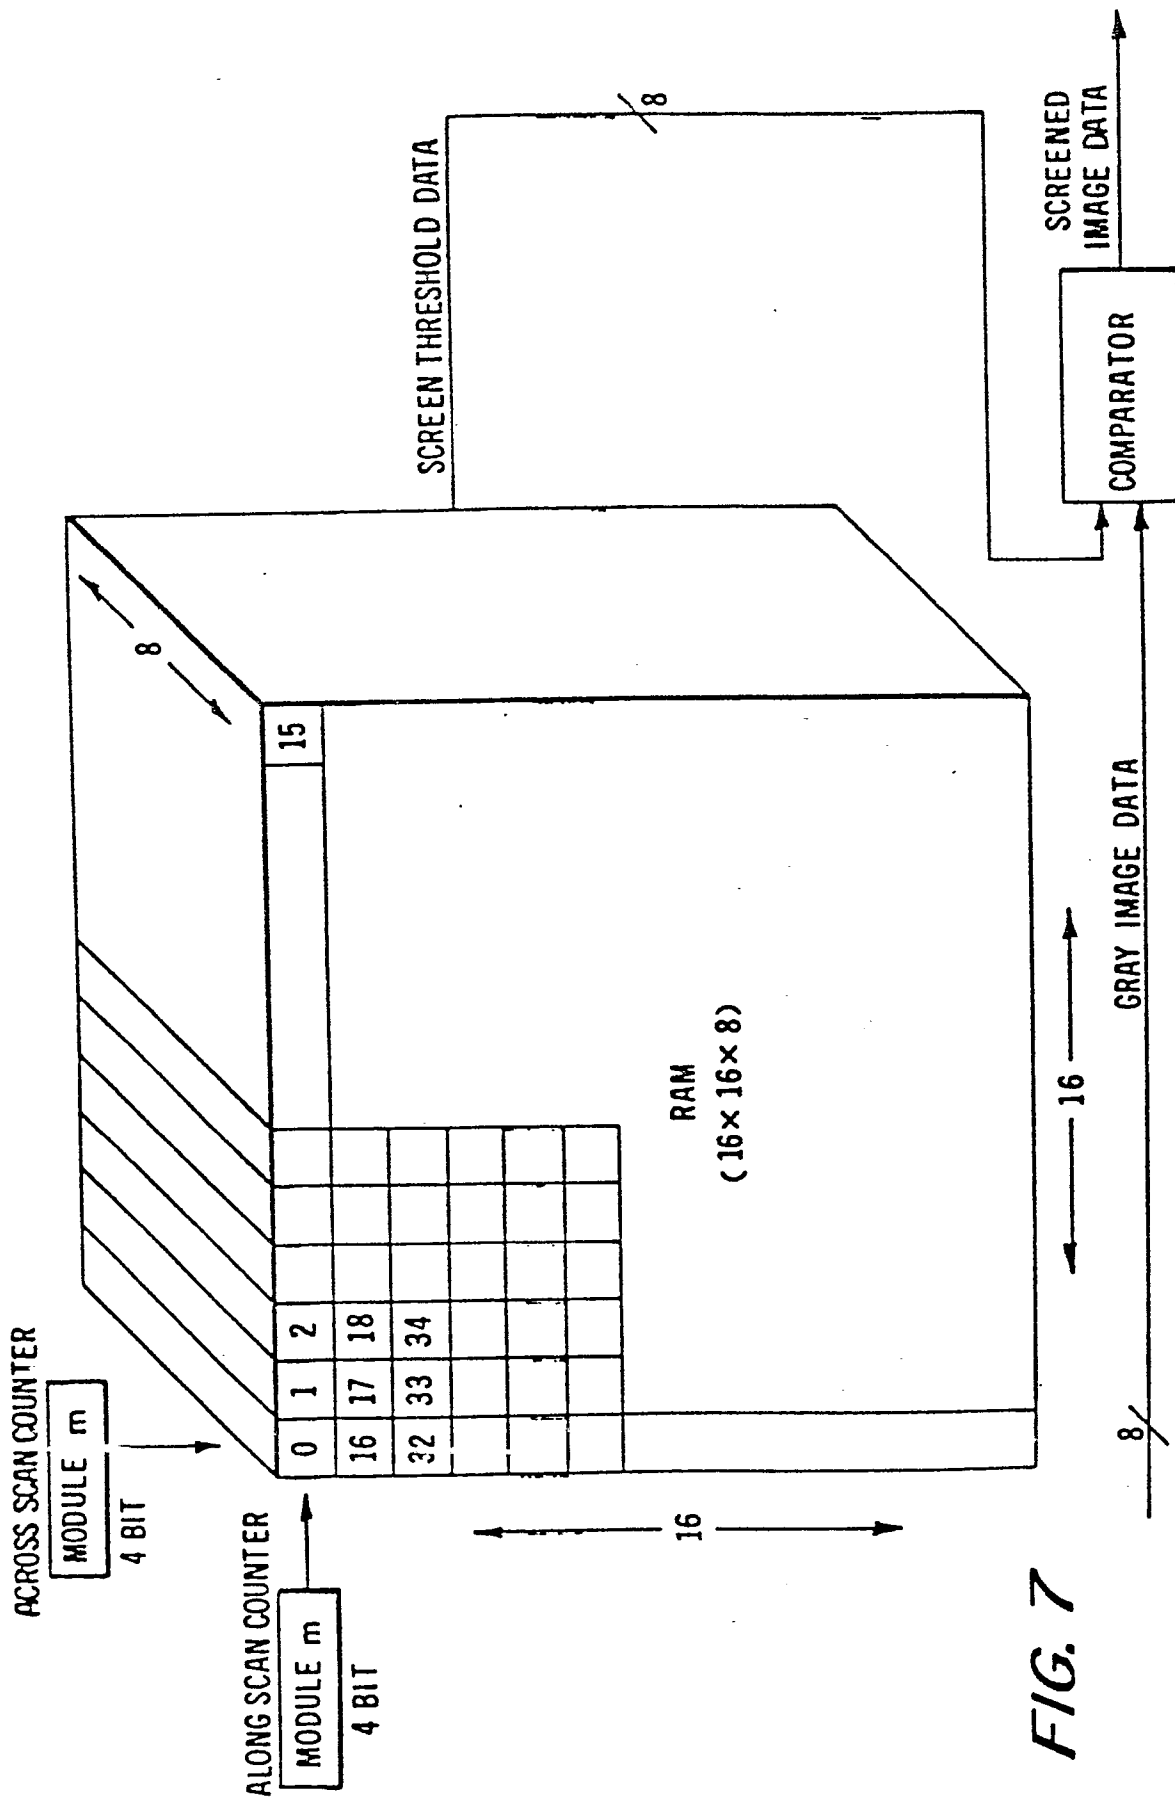 ACROSS SCAN COUNTER
MODULE m
4 BIT
ALONG SCAN COUNTER
MODULE m
4 BIT
0 1 2 15
16 17 18
32 33 34
8
16
RAM
(16×16×8)
16
SCREEN THRESHOLD DATA
8
8
GRAY IMAGE DATA
COMPARATOR
SCREENED
IMAGE DATA
FIG. 7